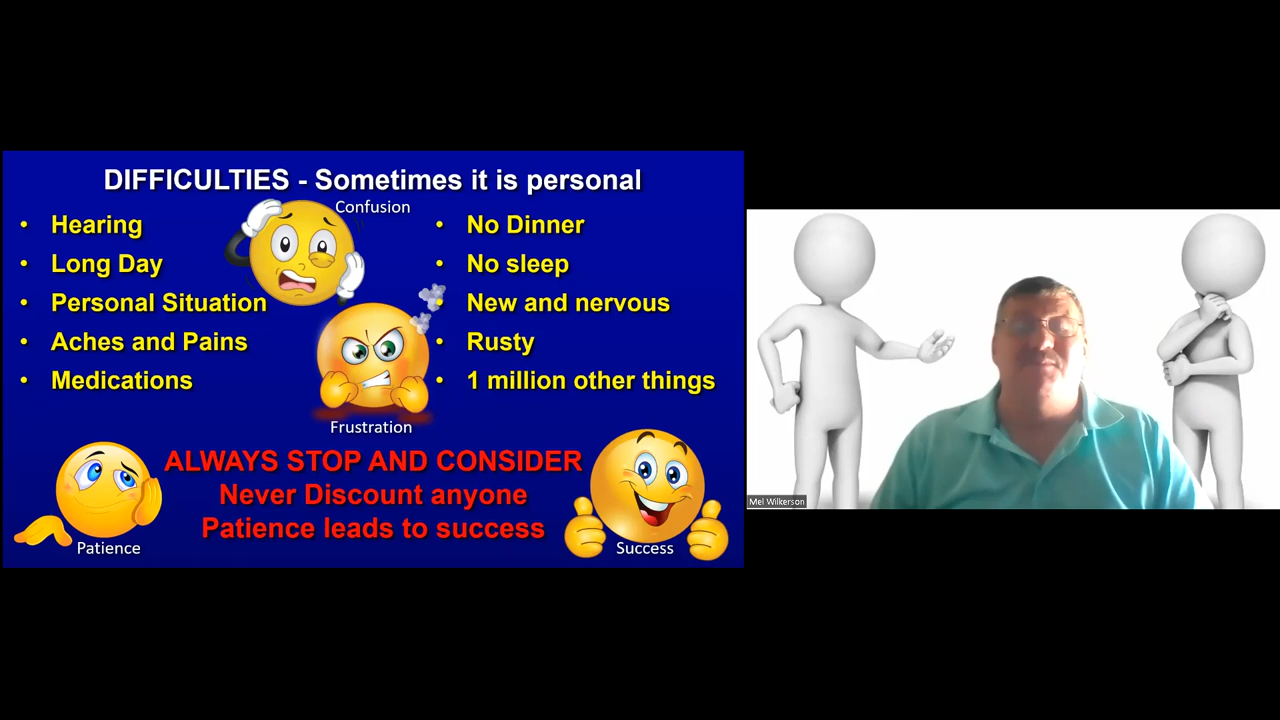 DIFFICULTIES - Sometimes it is personal
Confusion
• Hearing
• Long Day
• Personal Situation
• Aches and Pains
• Medications
• No Dinner
• No sleep
• New and nervous
• Rusty
• 1 million other things
Frustration
ALWAYS STOP AND CONSIDER
Never Discount anyone
Patience leads to success
Patience
Success
Mel Wilkerson